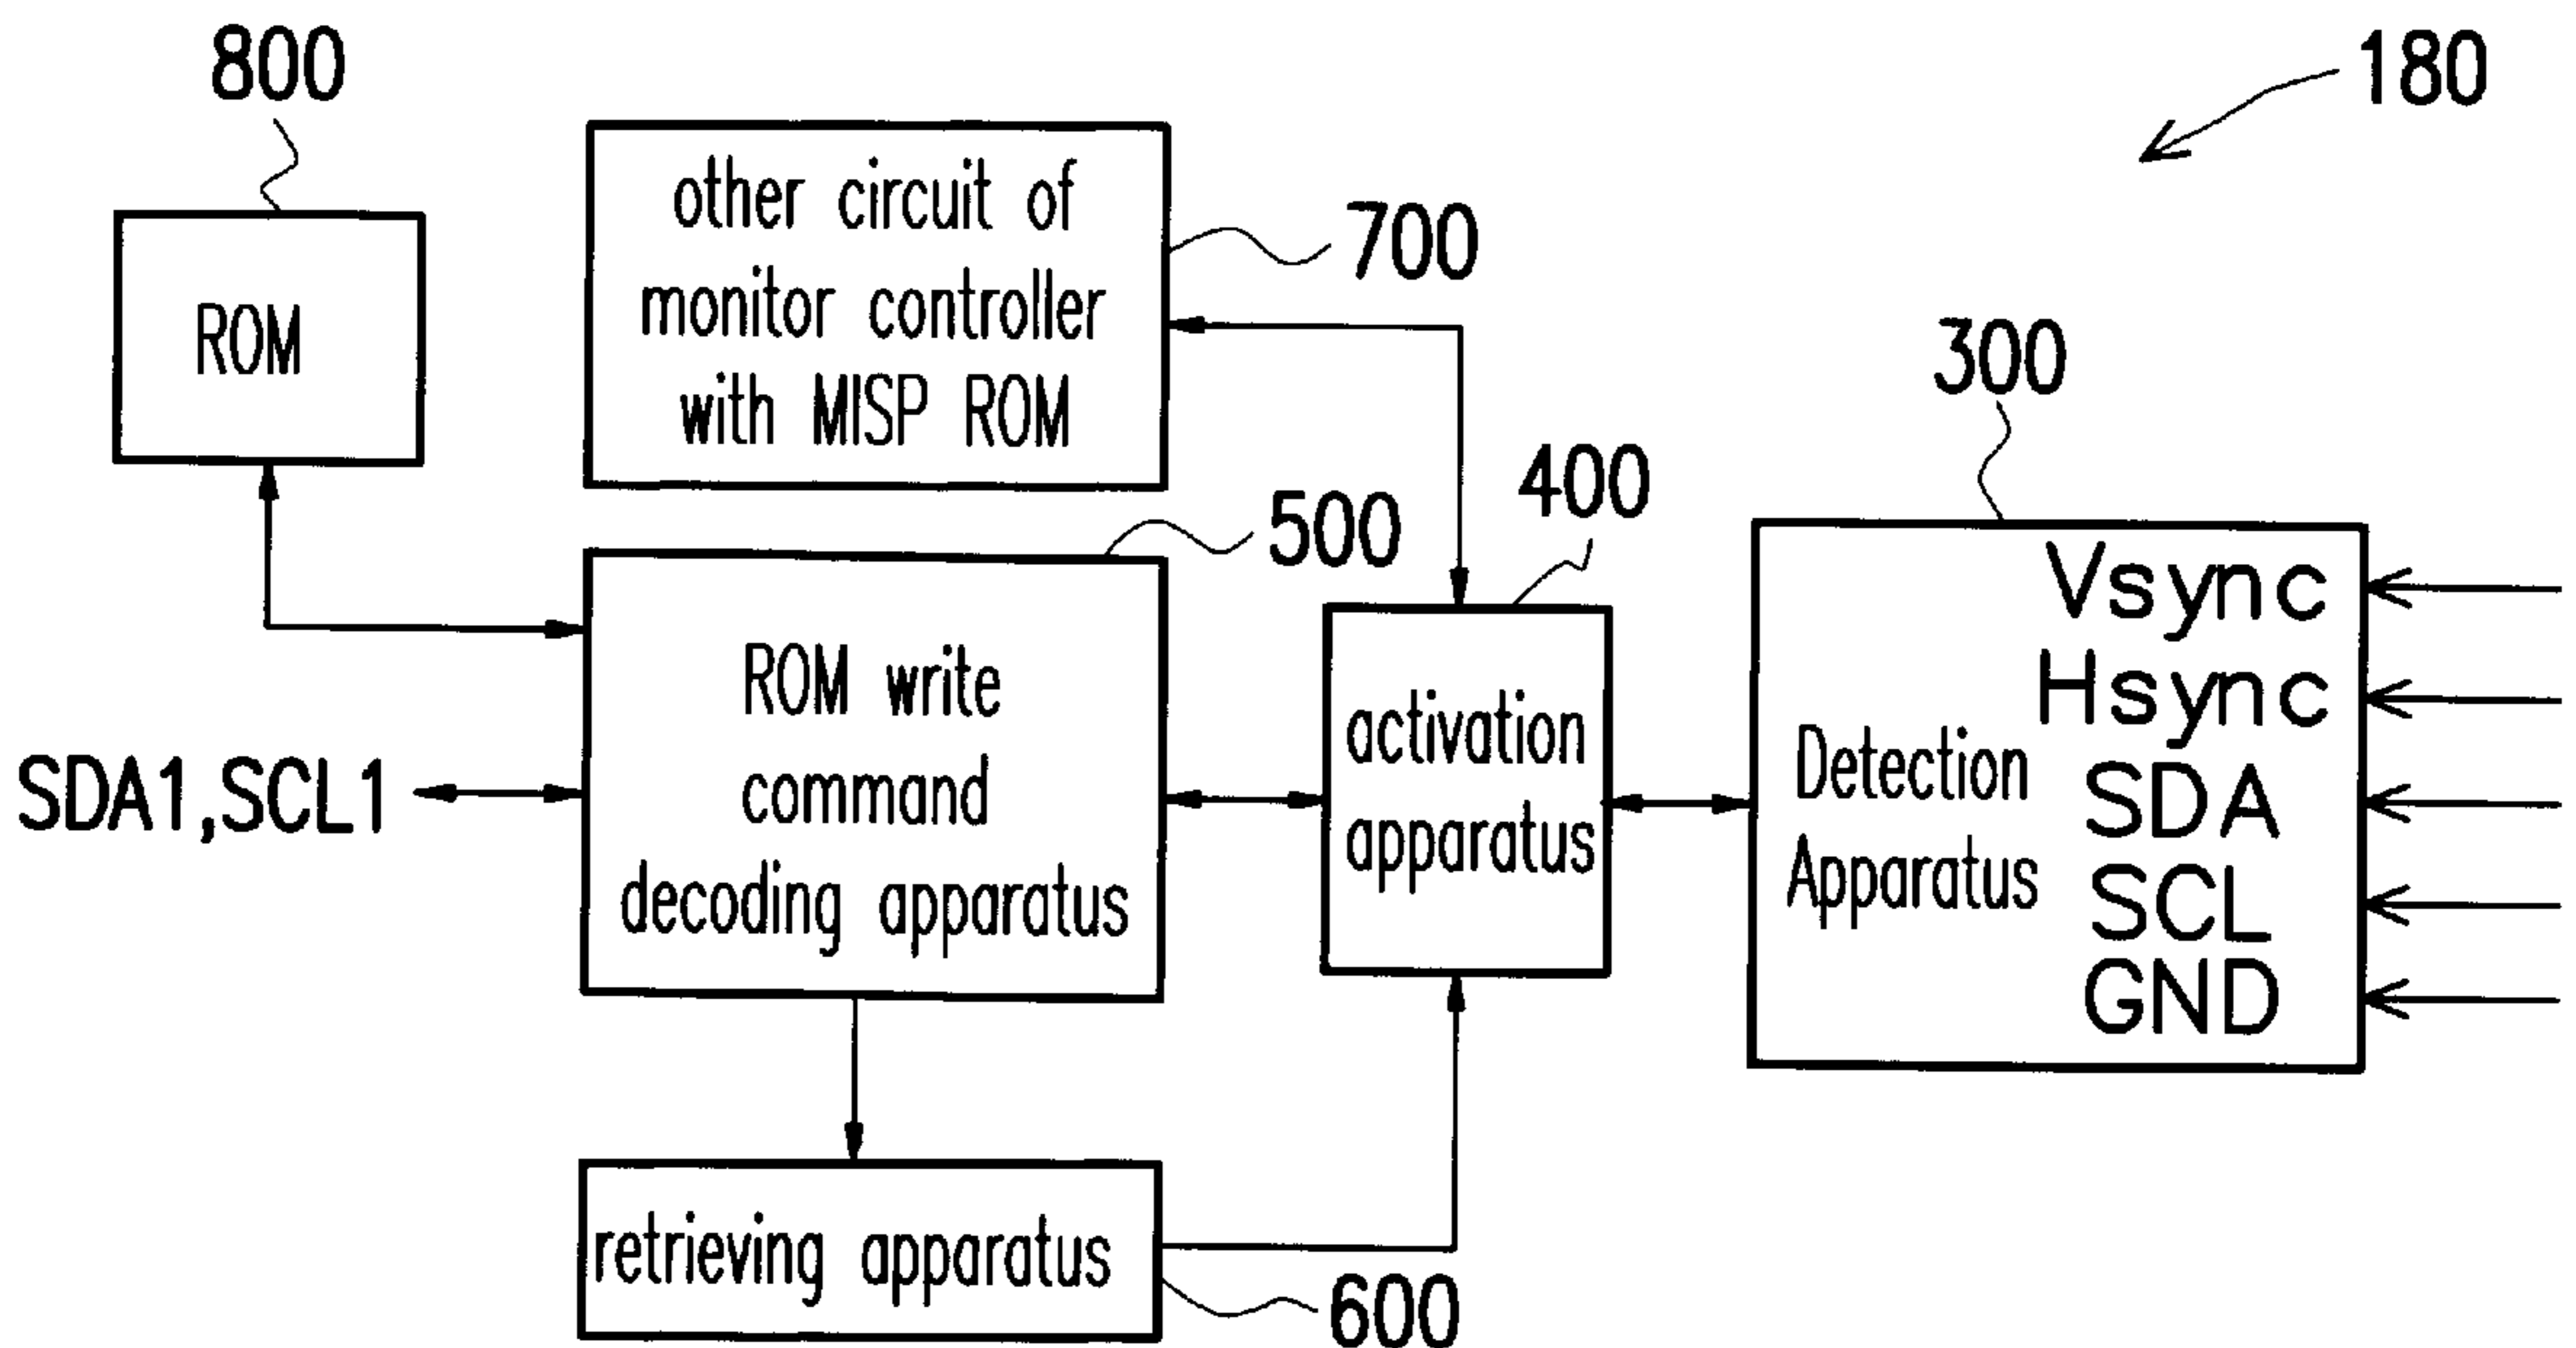 800
180
other circuit of
monitor controller
with MISP ROM
700
ROM
300
400
500
Vsync
Hsync
SDA
SCL
GND
Detection
Apparatus
activation
apparatus
ROM write
command
decoding apparatus
SDA1,SCL1
retrieving apparatus
600